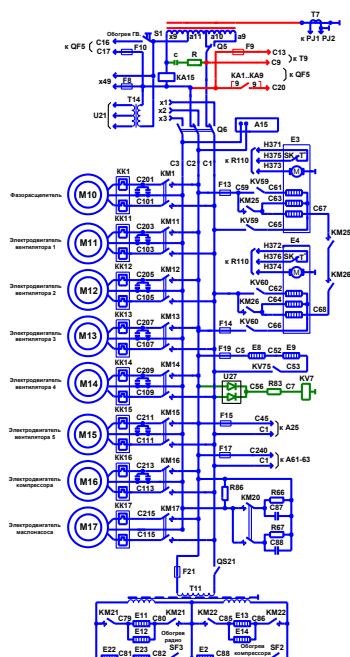 Обогрев ГВ.
S1
T7
к PJ1 PJ2
x9 a11 a10 a9
к QF5
C16
C17
F10
Q5
F9
C13
C9
к T9
c
R
KA15
KA1..KA9
к QF5
9 9
C20
x49
F8
T14
U21
x1
x2
x3
Q6
A15
C3
C2
C1
H371
E3
к R110
H375
SK
T
H373
M
KK1
C201
KM1
Фазорасщепитель
M10
C101
F13
C59
KV59
C61
KM25
C63
C67
KV59
C65
KM25
KK11
C203
KM11
Электродвигатель
вентилятора 1
M11
C103
H372
E4
к R110
H376
SK
T
H374
M
KM26
KK12
C205
KM12
Электродвигатель
вентилятора 2
M12
C105
KV60
C62
KM26
C64
C68
KK13
C207
KM13
Электродвигатель
вентилятора 3
M13
C107
F14
KV60
C66
F19
C5
E8
C52
E9
KV75
C53
KK14
C209
KM14
Электродвигатель
вентилятора 4
M14
C109
U27
C56
R83
C7
KV7
KK15
C211
KM15
Электродвигатель
вентилятора 5
M15
C111
F15
C45
C1
к A25
KK16
C213
KM16
Электродвигатель
компрессора
M16
C113
F17
C240
C1
к A61-63
KK17
C215
KM17
Электродвигатель
маслонасоса
M17
C115
R86
KM20
R66
C87
R67
C88
F21
T11
QS21
KM21
C79
E11
C80
KM21
E12
KM22
C85
E13
C86
KM22
E14
Обогрев
радио
Обогрев
компрессора
E22
C81
E23
C82
SF3
E2
C88
SF2